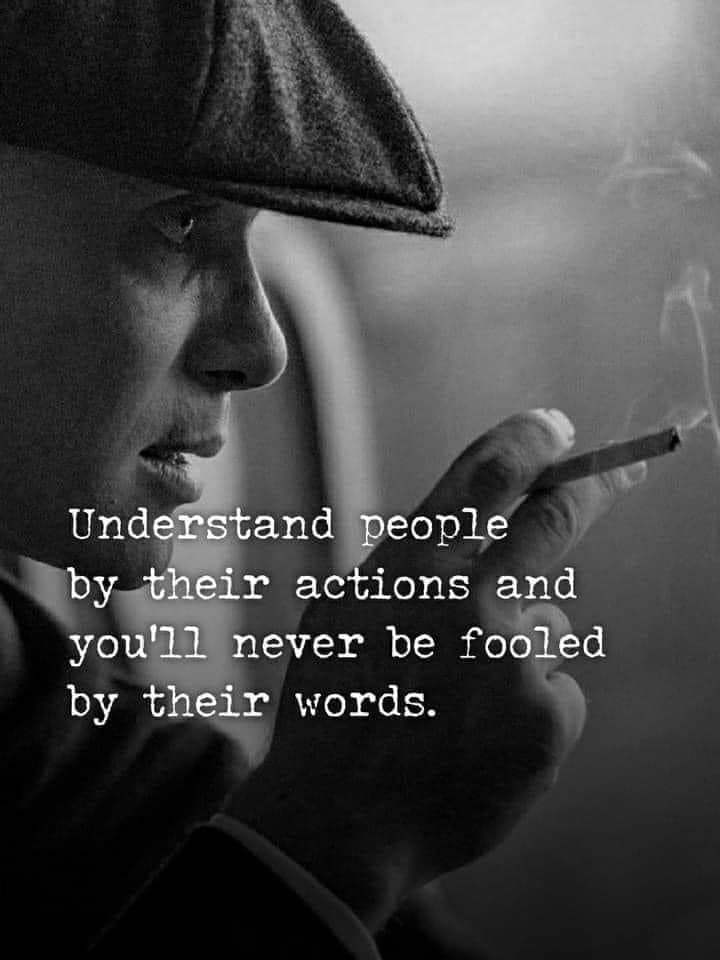 Understand people
by their actions and
you'll never be fooled
by their words.